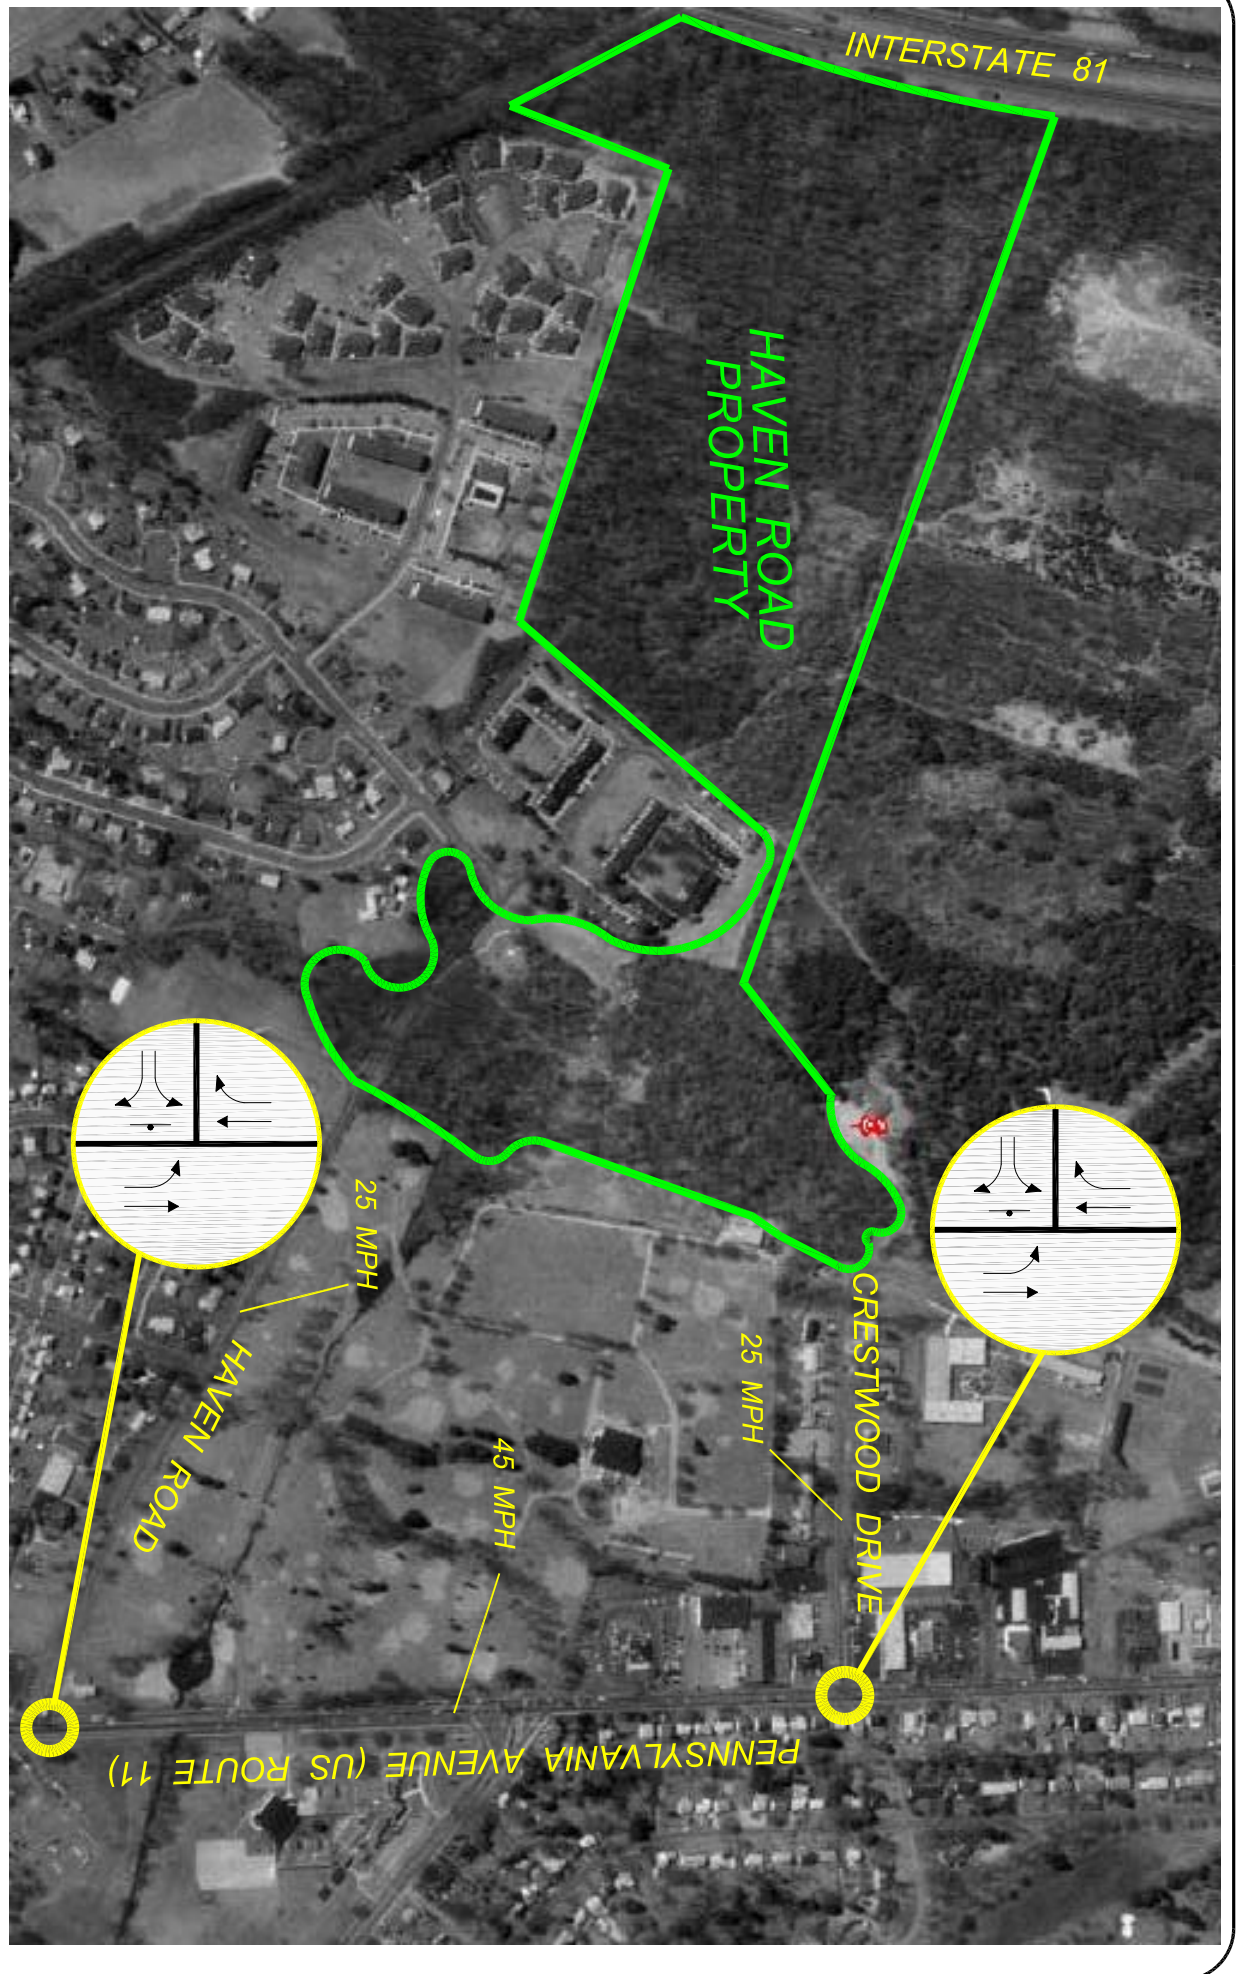 INTERSTATE 81
HAVEN ROAD
PROPERTY
25 MPH
HAVEN ROAD
45 MPH
25 MPH
CRESTWOOD DRIVE
PENNSYLVANIA AVENUE (US ROUTE 11)